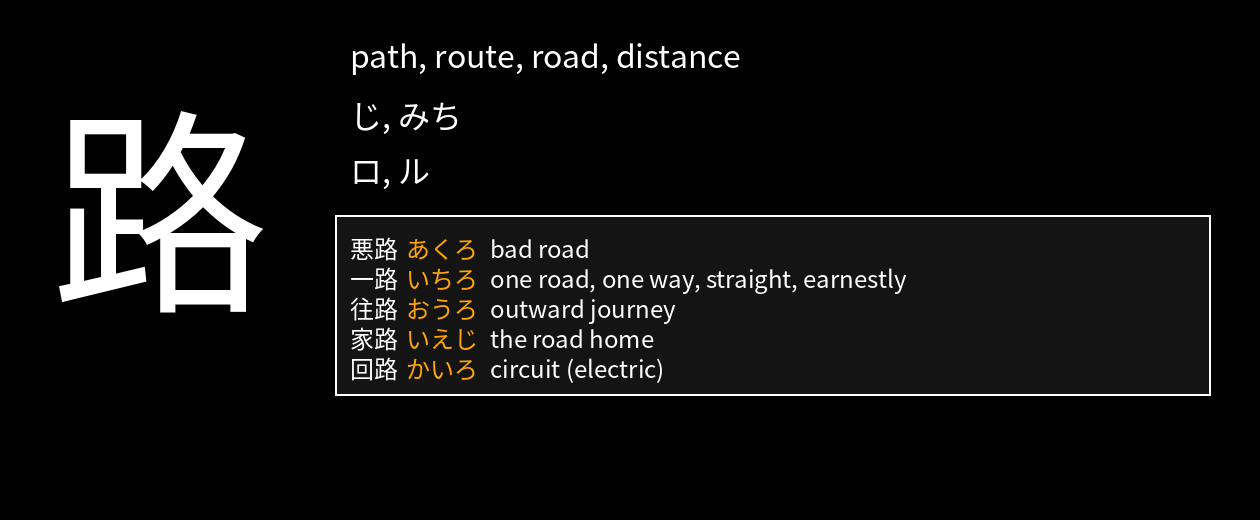 路
path, route, road, distance
じ, みち
ロ, ル
悪路 あくろ bad road
一路 いちろ one road, one way, straight, earnestly
往路 おうろ outward journey
家路 いえじ the road home
回路 かいろ circuit (electric)